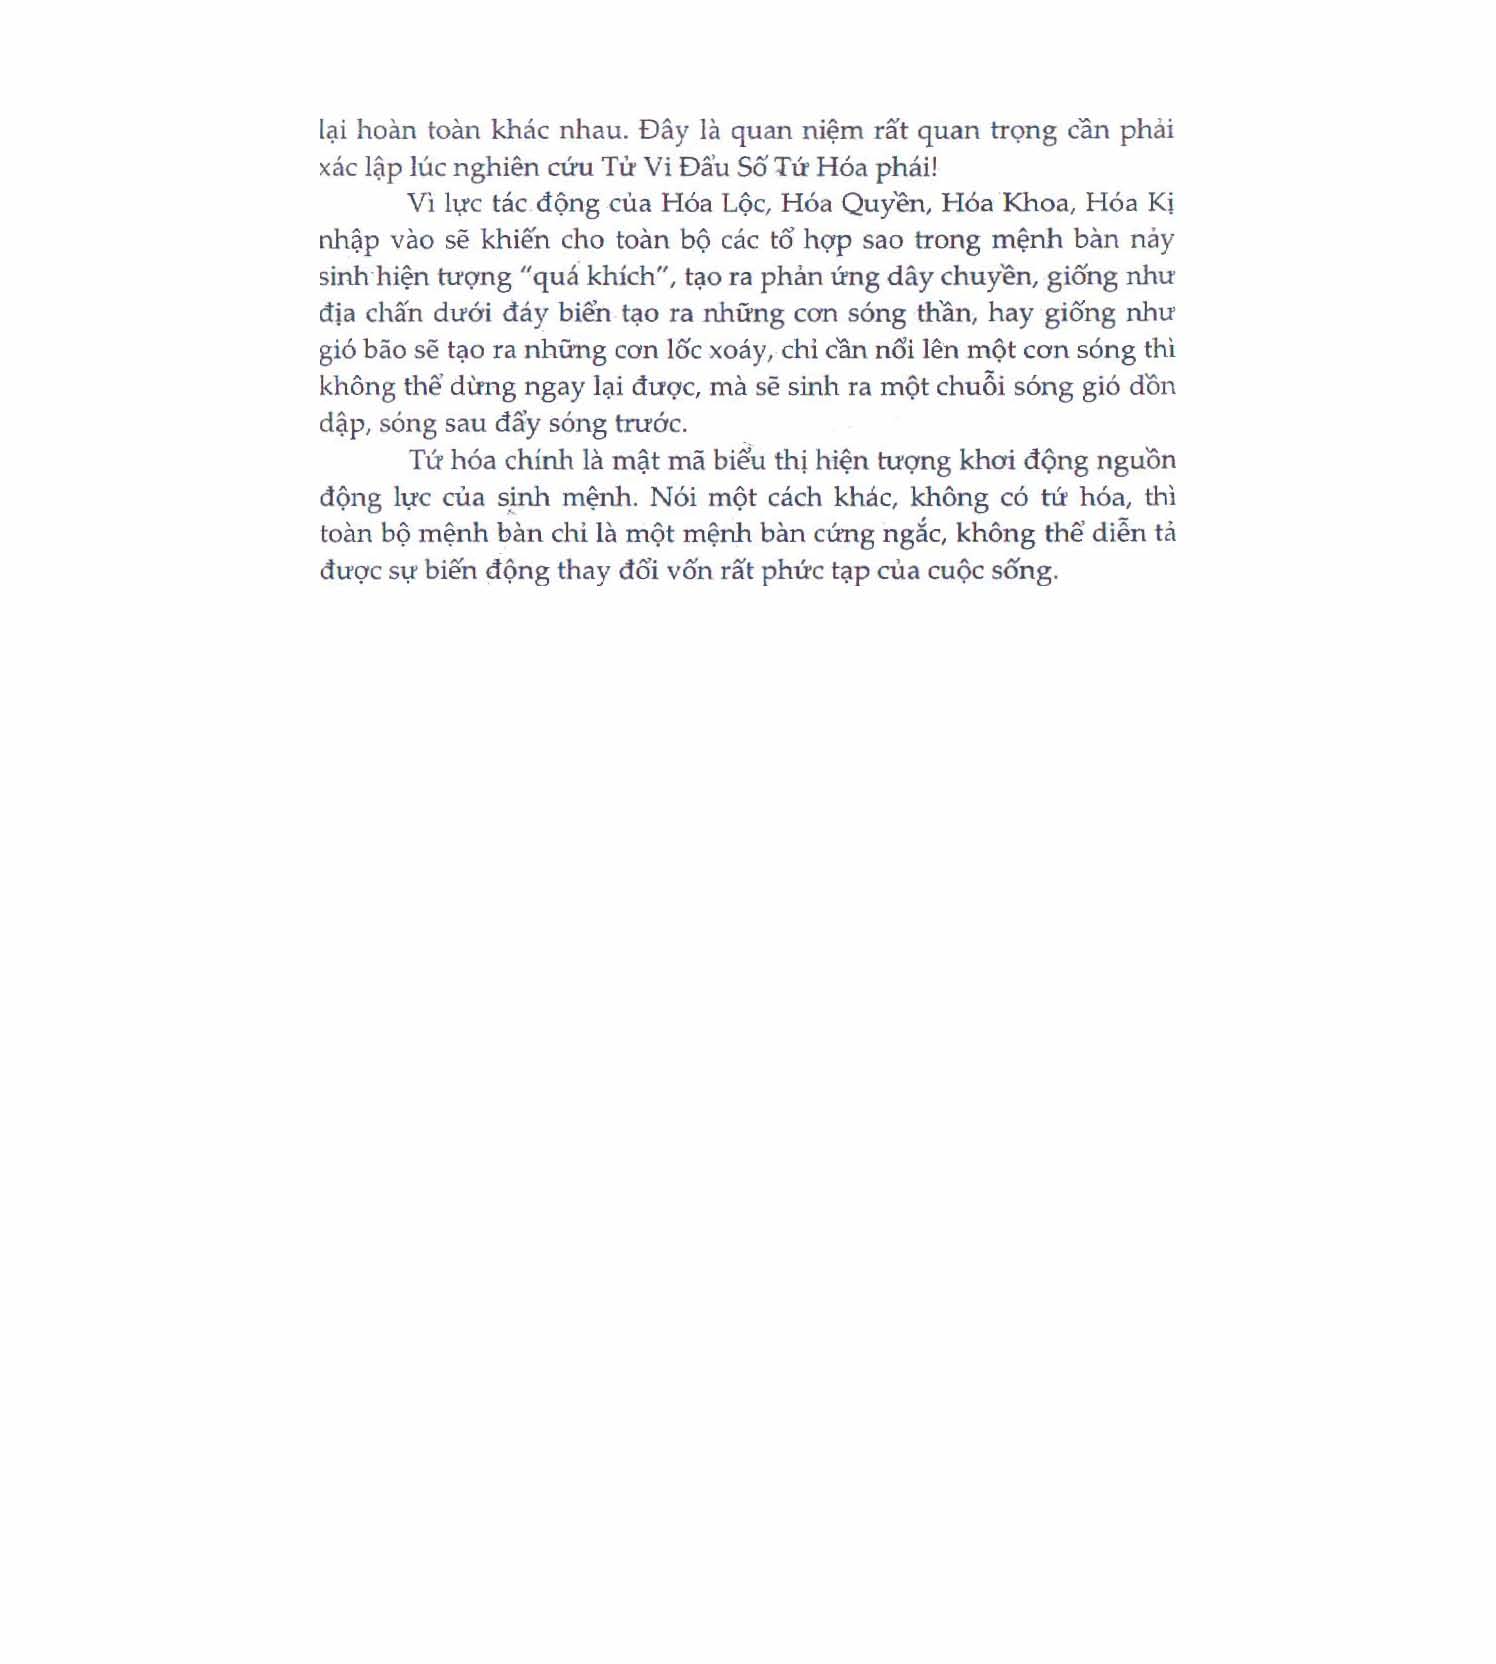 lại hoàn toàn khác nhau. Đây là quan niệm rất quan trọng cần phải
xác lập lúc nghiên cứu Tử Vi Đẩu Số Tứ Hóa phái!
Vì lực tác động của Hóa Lộc, Hóa Quyền, Hóa Khoa, Hóa Kị
nhập vào sẽ khiến cho toàn bộ các tổ hợp sao trong mệnh bàn nảy
sinh hiện tượng "quá khích", tạo ra phản ứng dây chuyền, giống như
địa chấn dưới đáy biển tạo ra những cơn sóng thần, hay giống như
gió bão sẽ tạo ra những cơn lốc xoáy, chỉ cần nổi lên một cơn sóng thì
không thể dừng ngay lại được, mà sẽ sinh ra một chuỗi sóng gió dồn
dập, sóng sau đẩy sóng trước.
Tứ hóa chính là mật mã biểu thị hiện tượng khơi động nguồn
động lực của sinh mệnh. Nói một cách khác, không có tứ hóa, thì
toàn bộ mệnh bàn chỉ là một mệnh bàn cứng ngắc, không thể diễn tả
được sự biến động thay đổi vốn rất phức tạp của cuộc sống.